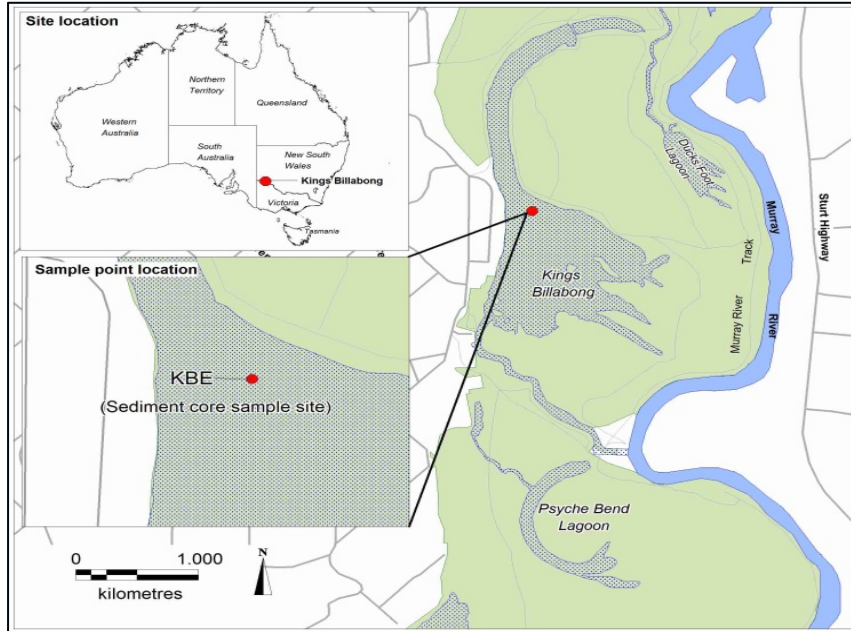 Site location
Northern
Territory
Queensland
Western
Australia
South
Australia
New South
Wales
Kings Billabong
Victoria
Tasmania
Sample point location
KBE
(Sediment core sample site)
0
1.000
kilometres
N
Ducks Foot
Lagoon
Murray
River
Sturt Highway
Murray River
Track
Kings
Billabong
Psyche Bend
Lagoon